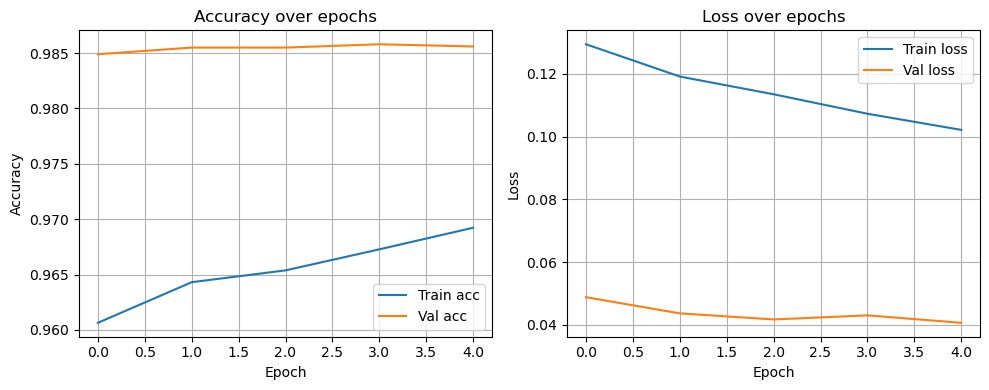 Accuracy over epochs
0.985
0.980
0.975
0.970
0.965
0.960
Accuracy
Train acc
Val acc
0.0 0.5 1.0 1.5 2.0 2.5 3.0 3.5 4.0
Epoch
Loss over epochs
0.12
0.10
0.08
0.06
0.04
Loss
Train loss
Val loss
0.0 0.5 1.0 1.5 2.0 2.5 3.0 3.5 4.0
Epoch